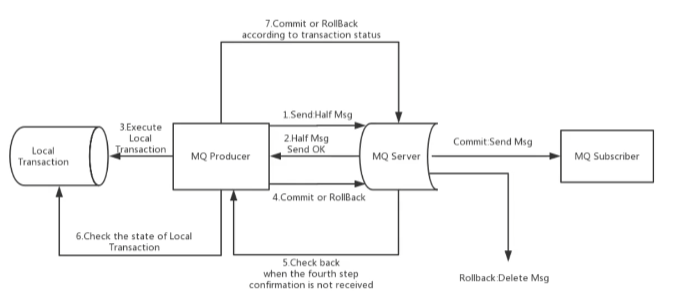 7.Commit or RollBack
according to transaction status
1.Send Half Msg
3.Execute
Local
Transaction
2.Half Msg
Send OK
Local
Transaction
MQ Producer
MQ Server
Commit:Send Msg
MQ Subscriber
4.Commit or RollBack
6.Check the state of Local
Transaction
5.Check back
when the fourth step
confirmation is not received
Rollback:Delete Msg